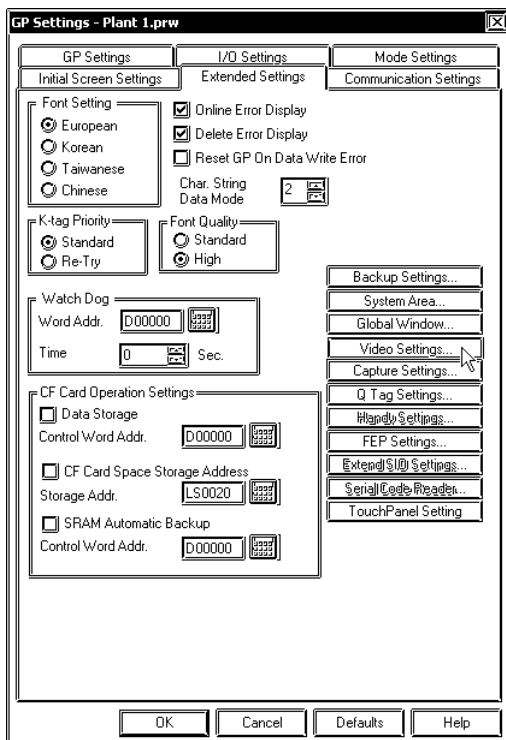 GP Settings - Plant 1.prw
GP Settings
I/O Settings
Mode Settings
Initial Screen Settings
Extended Settings
Communication Settings
Font Setting
European
Korean
Taiwanese
Chinese
Online Error Display
Delete Error Display
Reset GP On Data Write Error
Char. String
Data Mode
2
K-tag Priority
Standard
Re-Try
Font Quality
Standard
High
Watch Dog
Word Addr.
D00000
Time
0
Sec.
CF Card Operation Settings
Data Storage
Control Word Addr.
D00000
CF Card Space Storage Address
Storage Addr.
LS0020
SRAM Automatic Backup
Control Word Addr.
D00000
Backup Settings...
System Area...
Global Window...
Video Settings...
Capture Settings...
Q Tag Settings...
Handy Settings...
FEP Settings...
Extend SIO Settings...
Serial Code Reader...
TouchPanel Setting
OK
Cancel
Defaults
Help